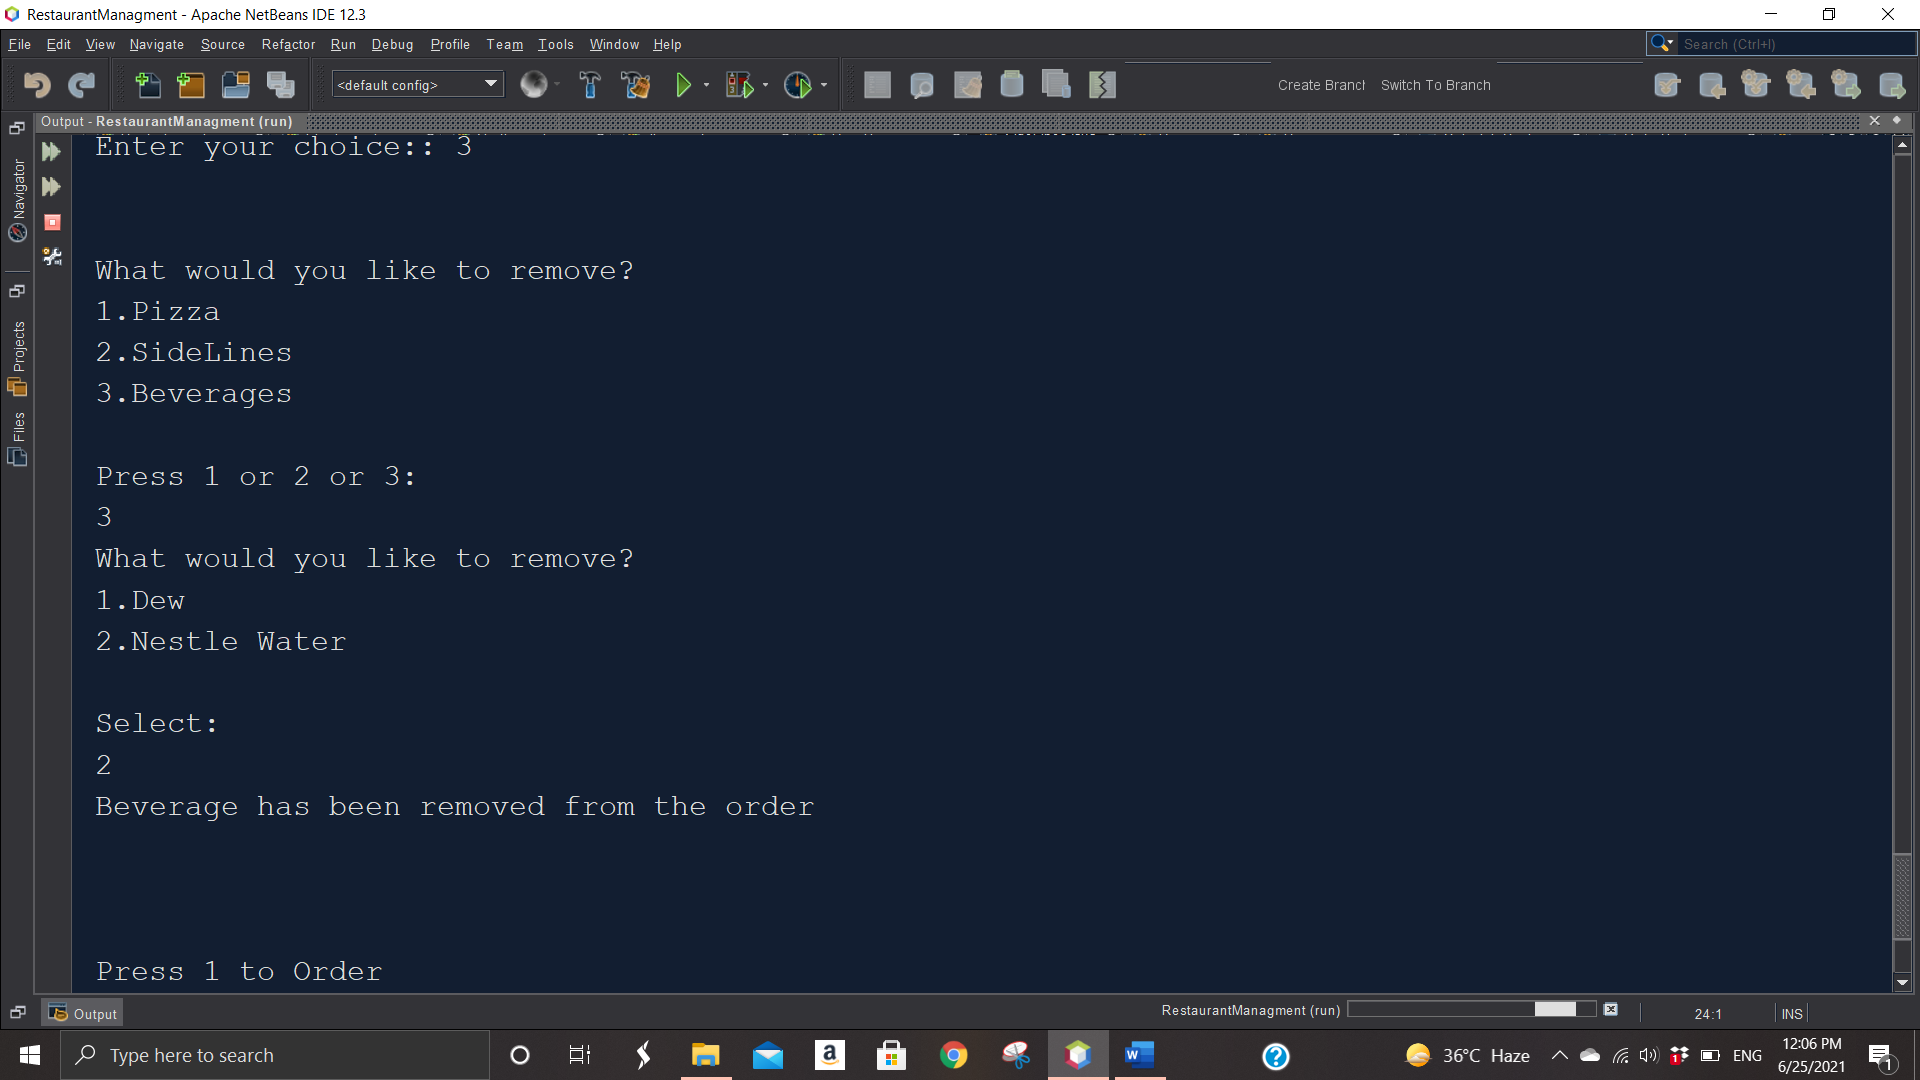 RestaurantManagment - Apache NetBeans IDE 12.3
File Edit View Navigate Source Refactor Run Debug Profile Team Tools Window Help
Search (Ctrl+I)
<default config>
Create Branch Switch To Branch
Output - RestaurantManagment (run)
Navigator
Projects
Files
Enter your choice:: 3
What would you like to remove?
1.Pizza
2.SideLines
3.Beverages
Press 1 or 2 or 3:
3
What would you like to remove?
1.Dew
2.Nestle Water
Select:
2
Beverage has been removed from the order
Press 1 to Order
Output
RestaurantManagment (run)
24:1
INS
Type here to search
36°C Haze
ENG
12:06 PM
6/25/2021
1